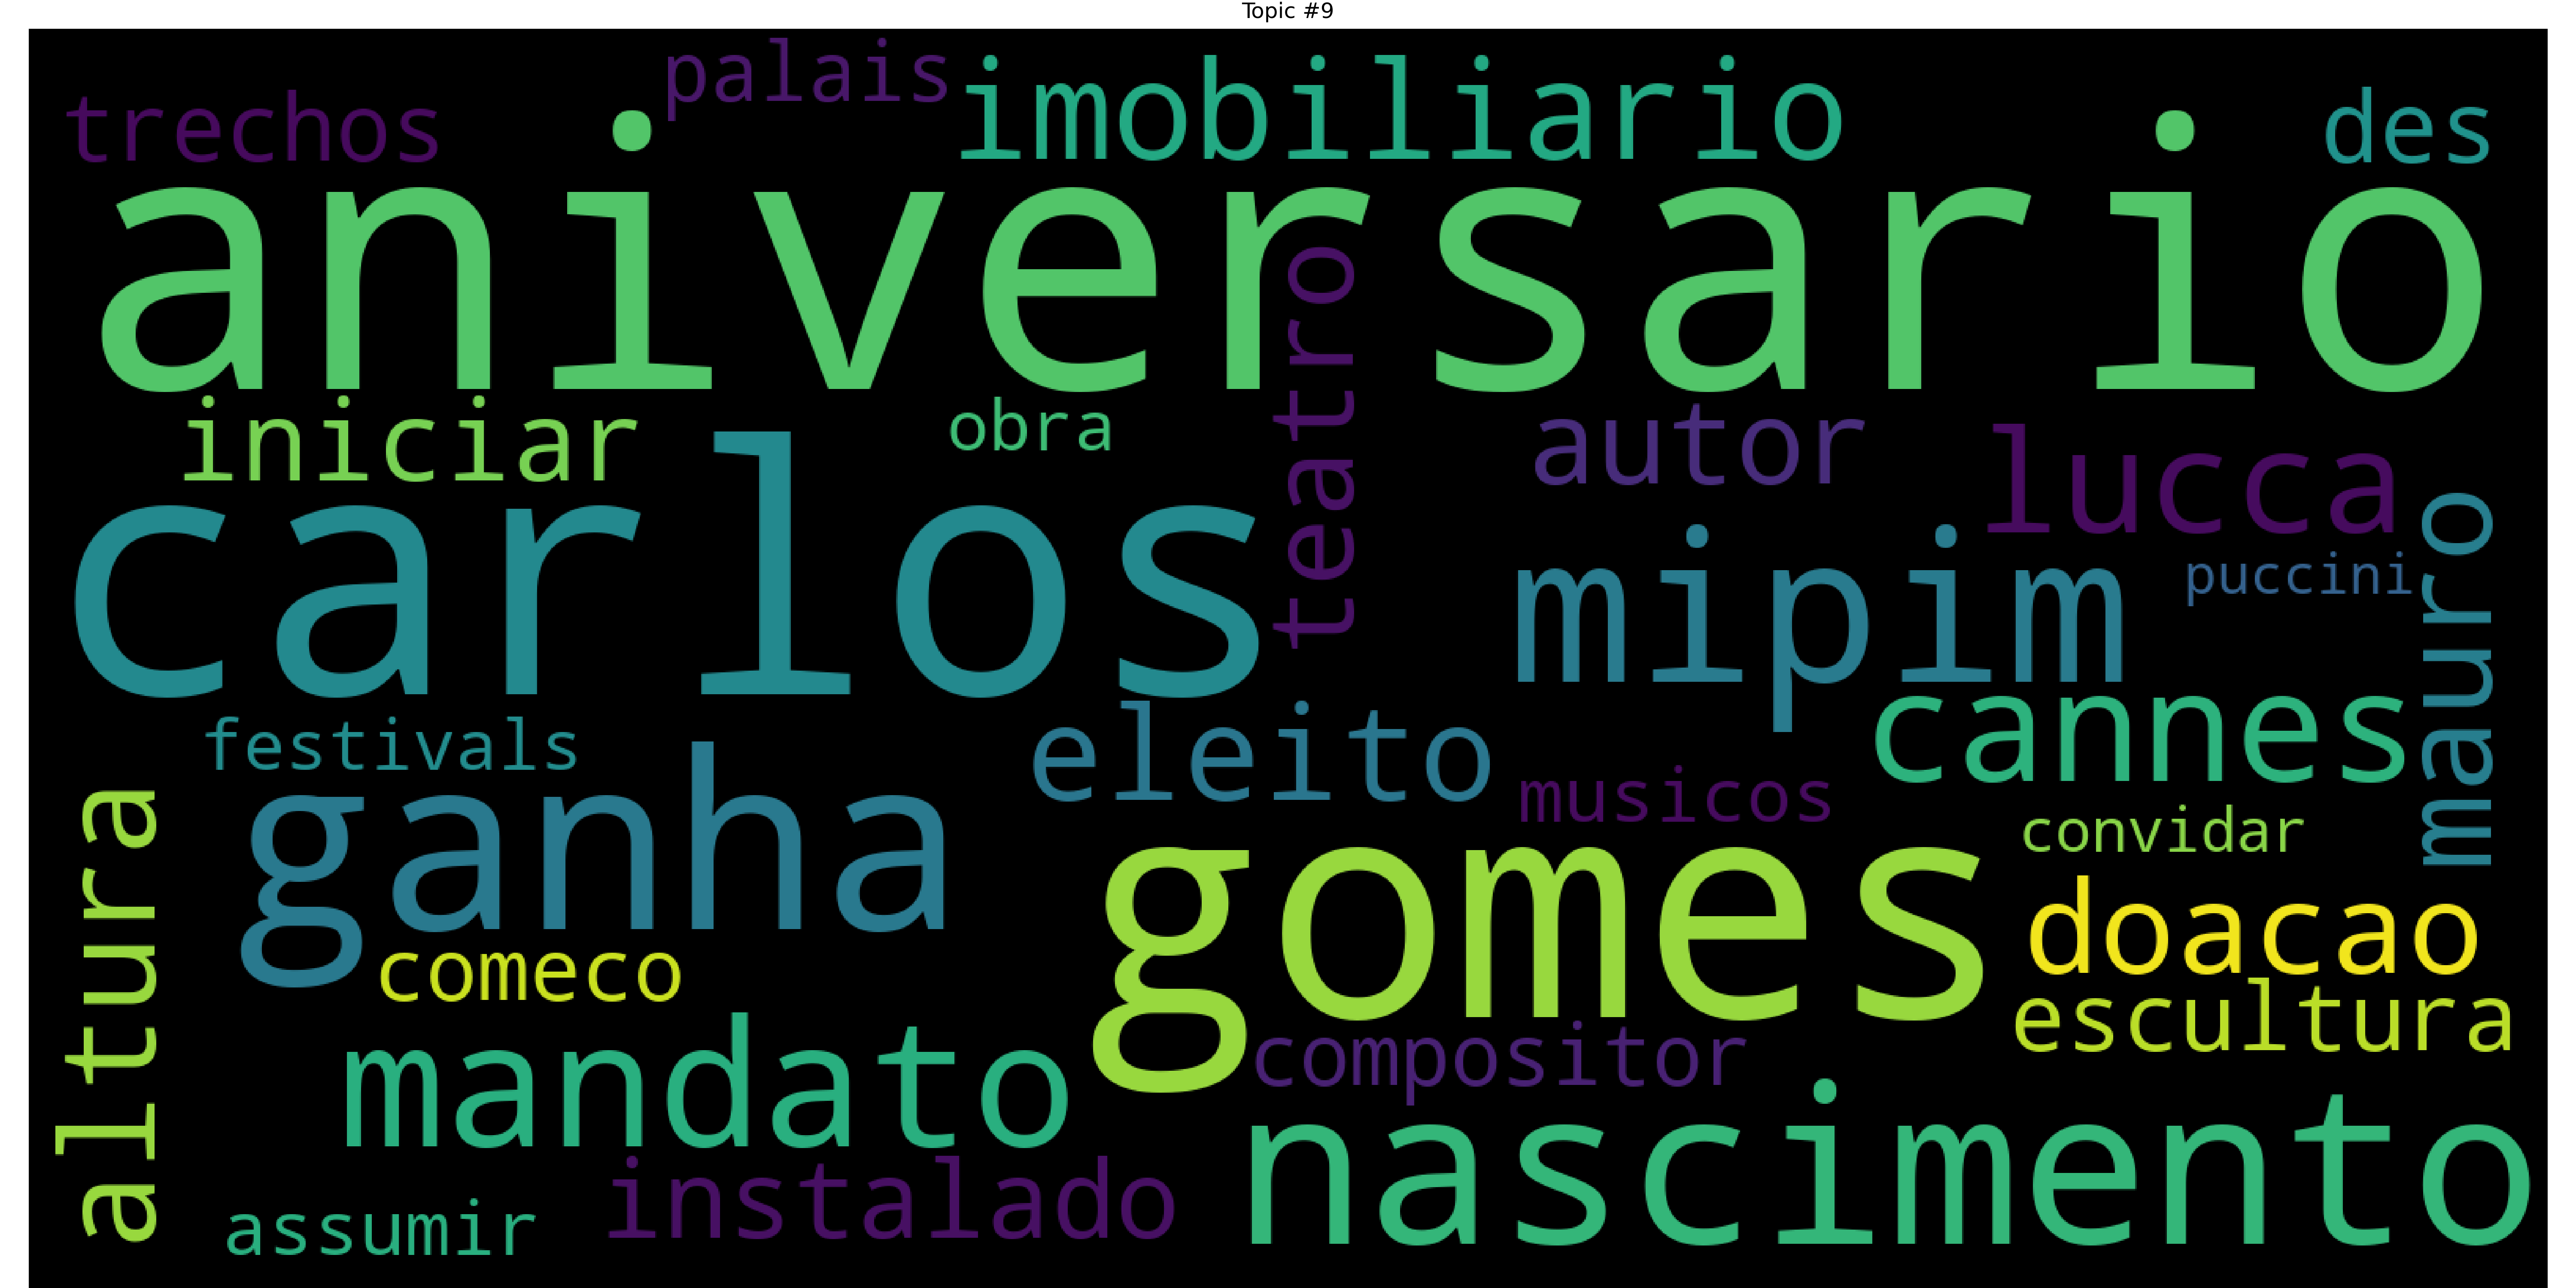 Topic #9
palais
imobiliario
trechos
des
aniversario
teatro
iniciar
obra
autor
lucca
carlos
mipim
puccini
mauro
festivals
eleito
cannes
musicos
convidar
altura
ganha
gomes
doacao
comeco
escultura
mandato
compositor
nascimento
instalado
assumir